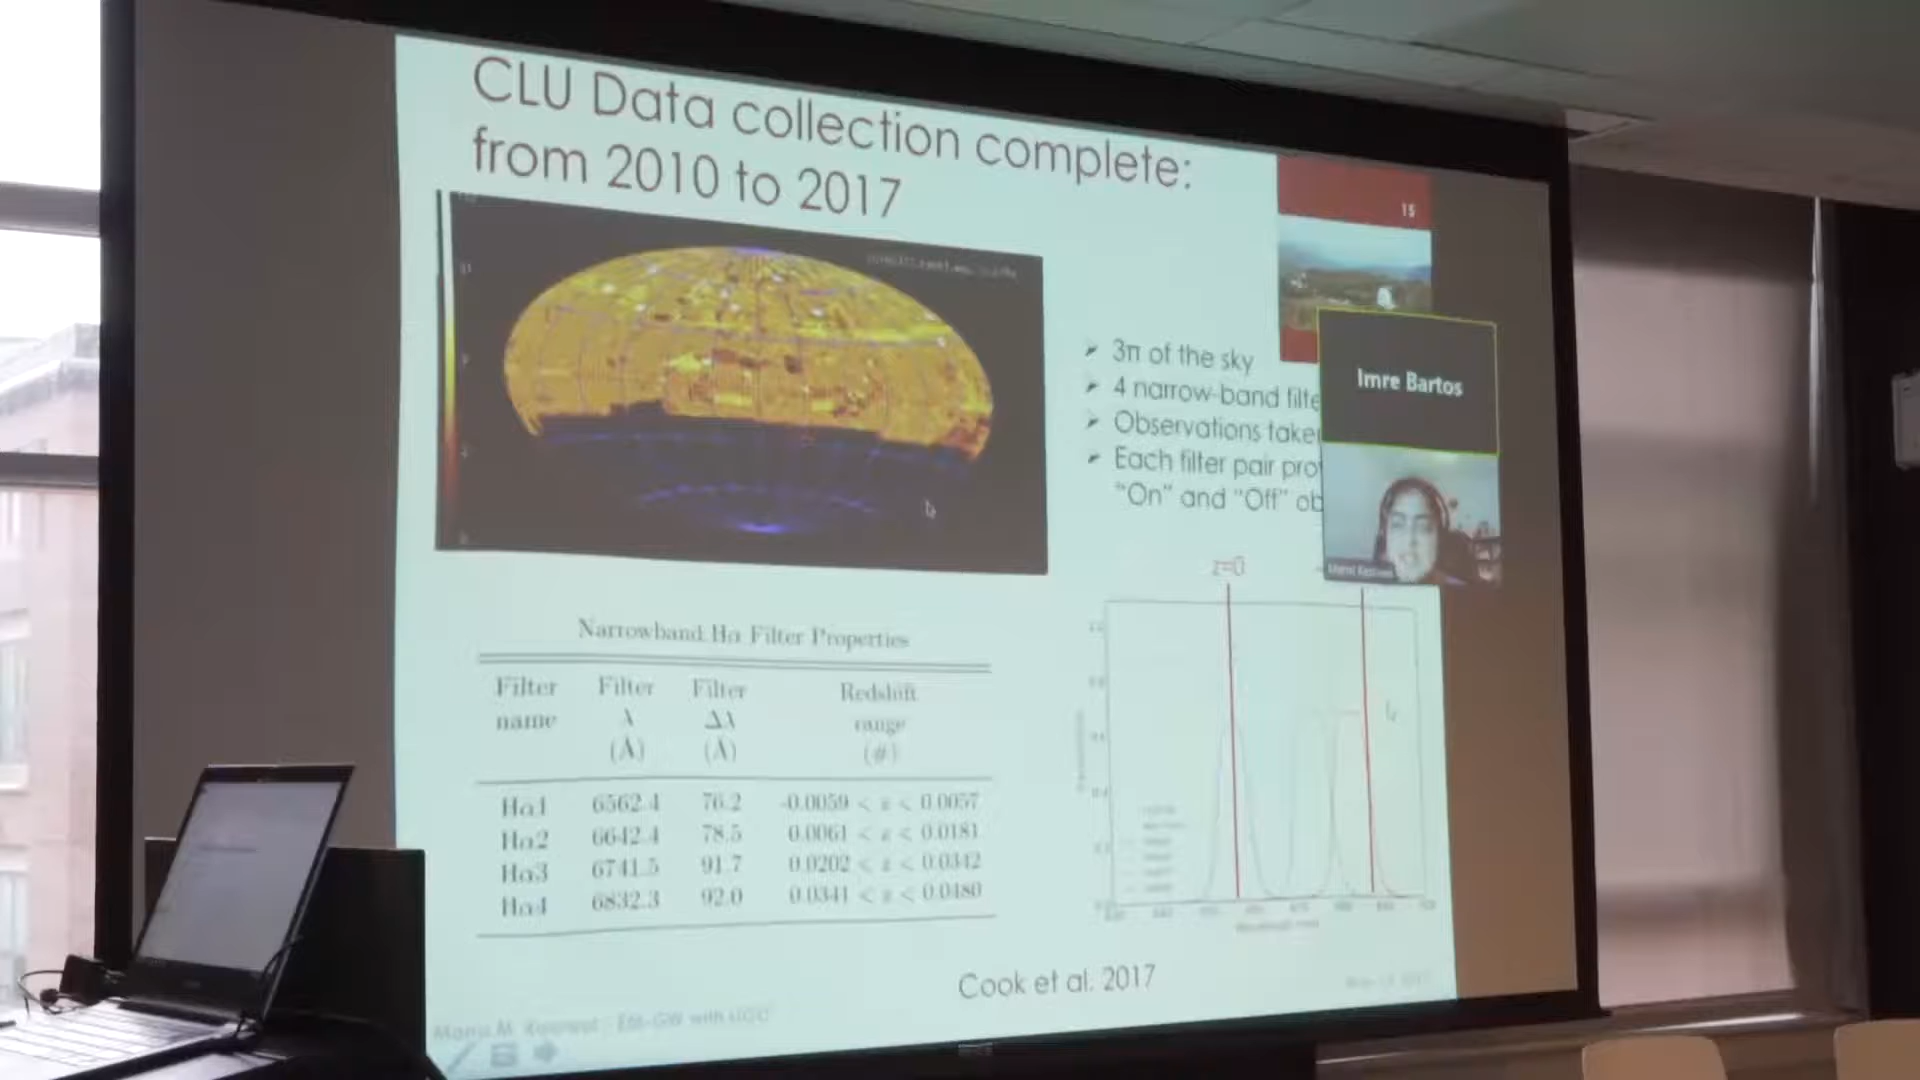 CLU Data collection complete:
from 2010 to 2017
15
➢ 3π of the sky
➢ 4 narrow-band filte
➢ Observations take
➢ Each filter pair pro
"On" and "Off" ob
Imre Bartos
z=0
Narrowband Hα Filter Properties
Filter Filter Filter Redshift
name λ Δλ range
(Å) (Å) (#)
Hα1 6562.4 76.2 -0.0059 < z < 0.0057
Hα2 6642.4 78.5 0.0061 < z < 0.0181
Hα3 6741.5 91.7 0.0202 < z < 0.0342
Hα4 6832.3 92.0 0.0341 < z < 0.0480
Cook et al. 2017